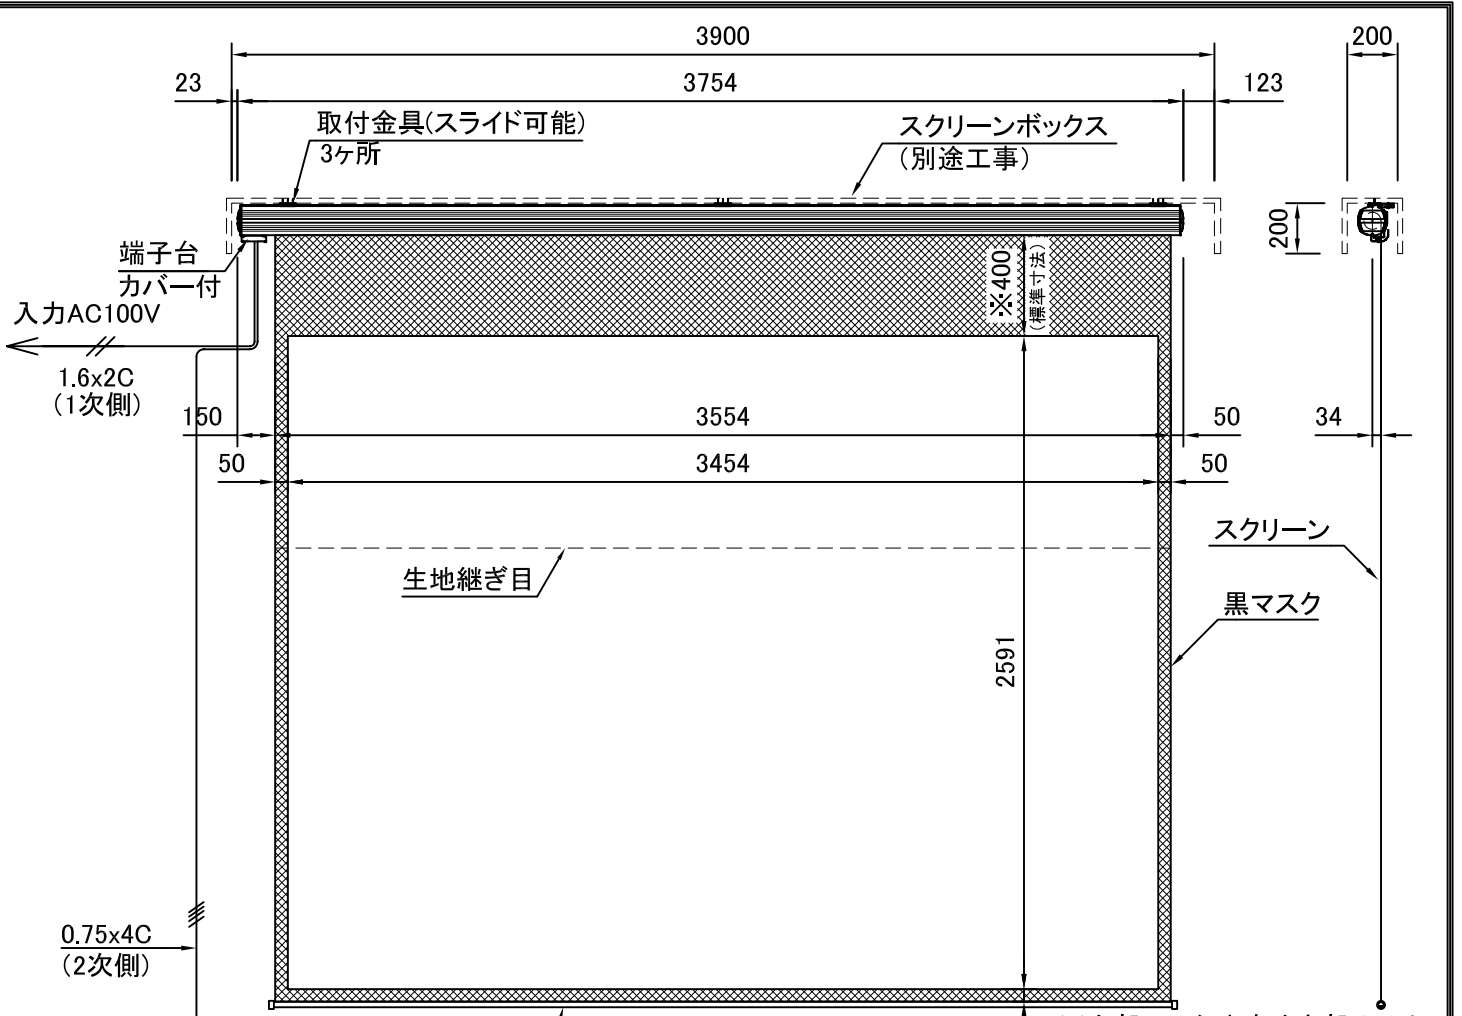 3900
200
23
3754
123
取付金具(スライド可能)
3ヶ所
スクリーンボックス
(別途工事)
200
端子台
カバー付
※400
(標準寸法)
入力AC100V
1.6x2C
(1次側)
150
3554
50
34
50
3454
50
スクリーン
生地継ぎ目
黒マスク
2591
0.75x4C
(2次側)